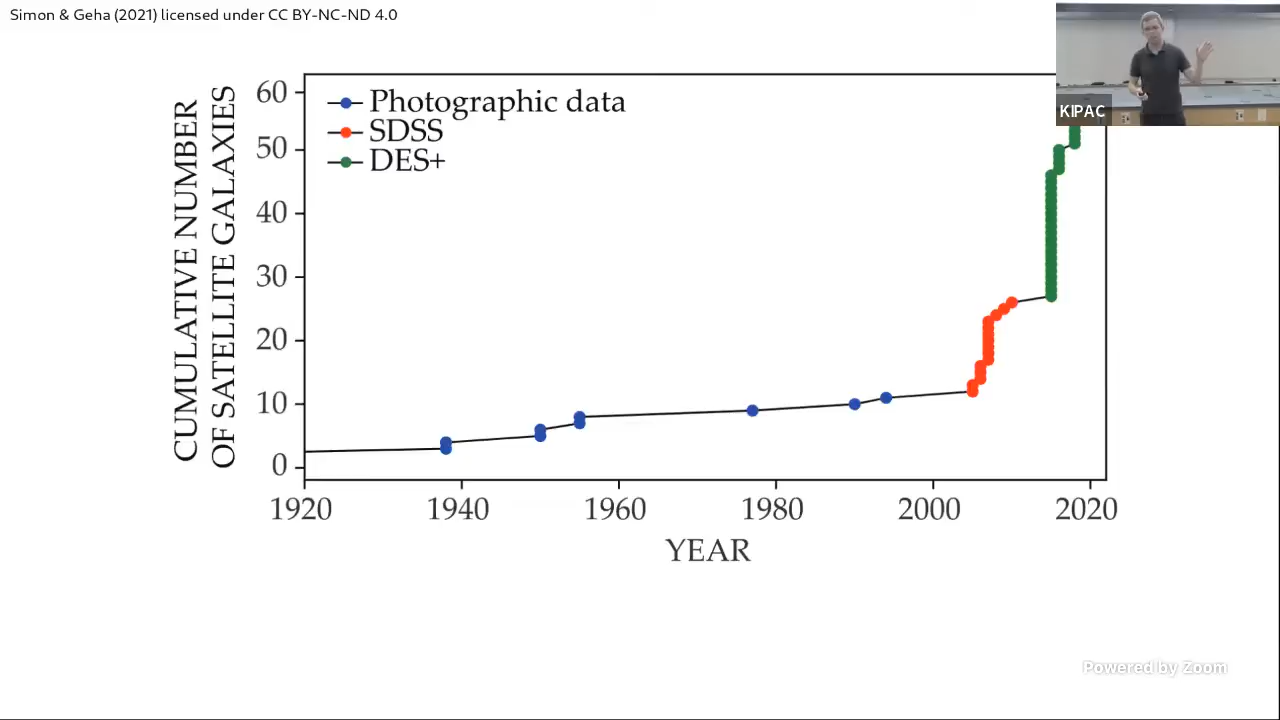 Simon & Geha (2021) licensed under CC BY-NC-ND 4.0
KIPAC
CUMULATIVE NUMBER
OF SATELLITE GALAXIES
60
50
40
30
20
10
0
Photographic data
SDSS
DES+
1920 1940 1960 1980 2000 2020
YEAR
Powered by Zoom